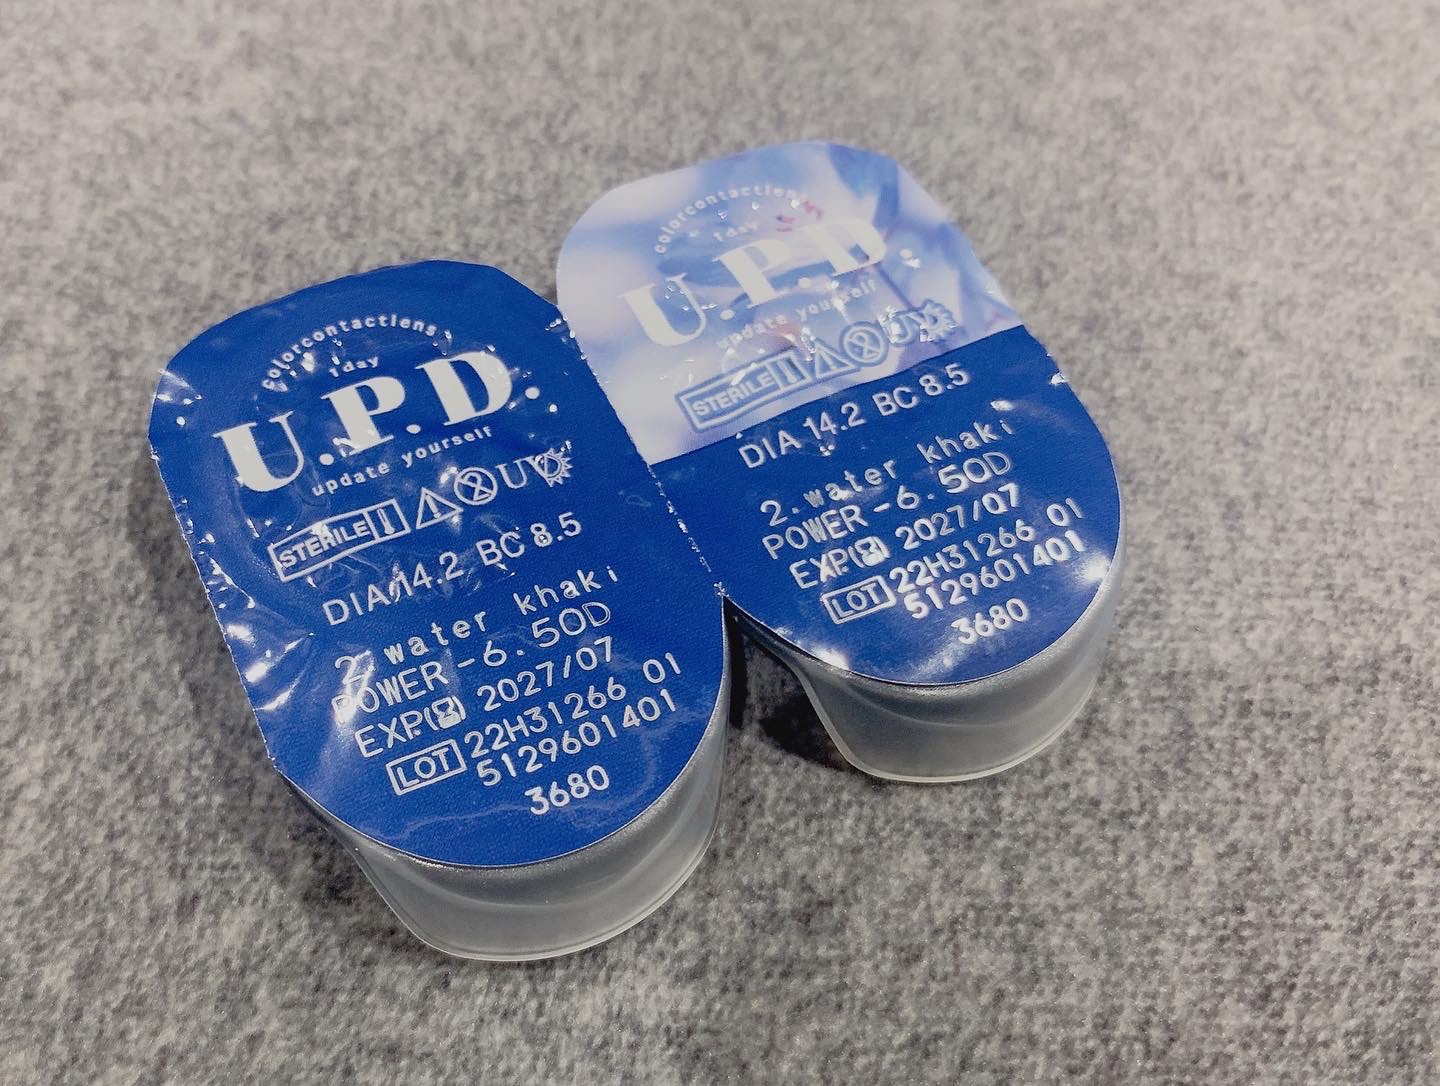 colorcontactlens
1day
U.P.D.
update yourself
STERILE UV
DIA 14.2 BC 8.5
2.water khaki
POWER -6.50D
EXP. 2027/07
LOT 22H31266 01
5129601401
3680
colorcontactlens
1day
U.P.D.
update yourself
STERILE UV
DIA 14.2 BC 8.5
2.water khaki
POWER -6.50D
EXP. 2027/07
LOT 22H31266 01
5129601401
3680